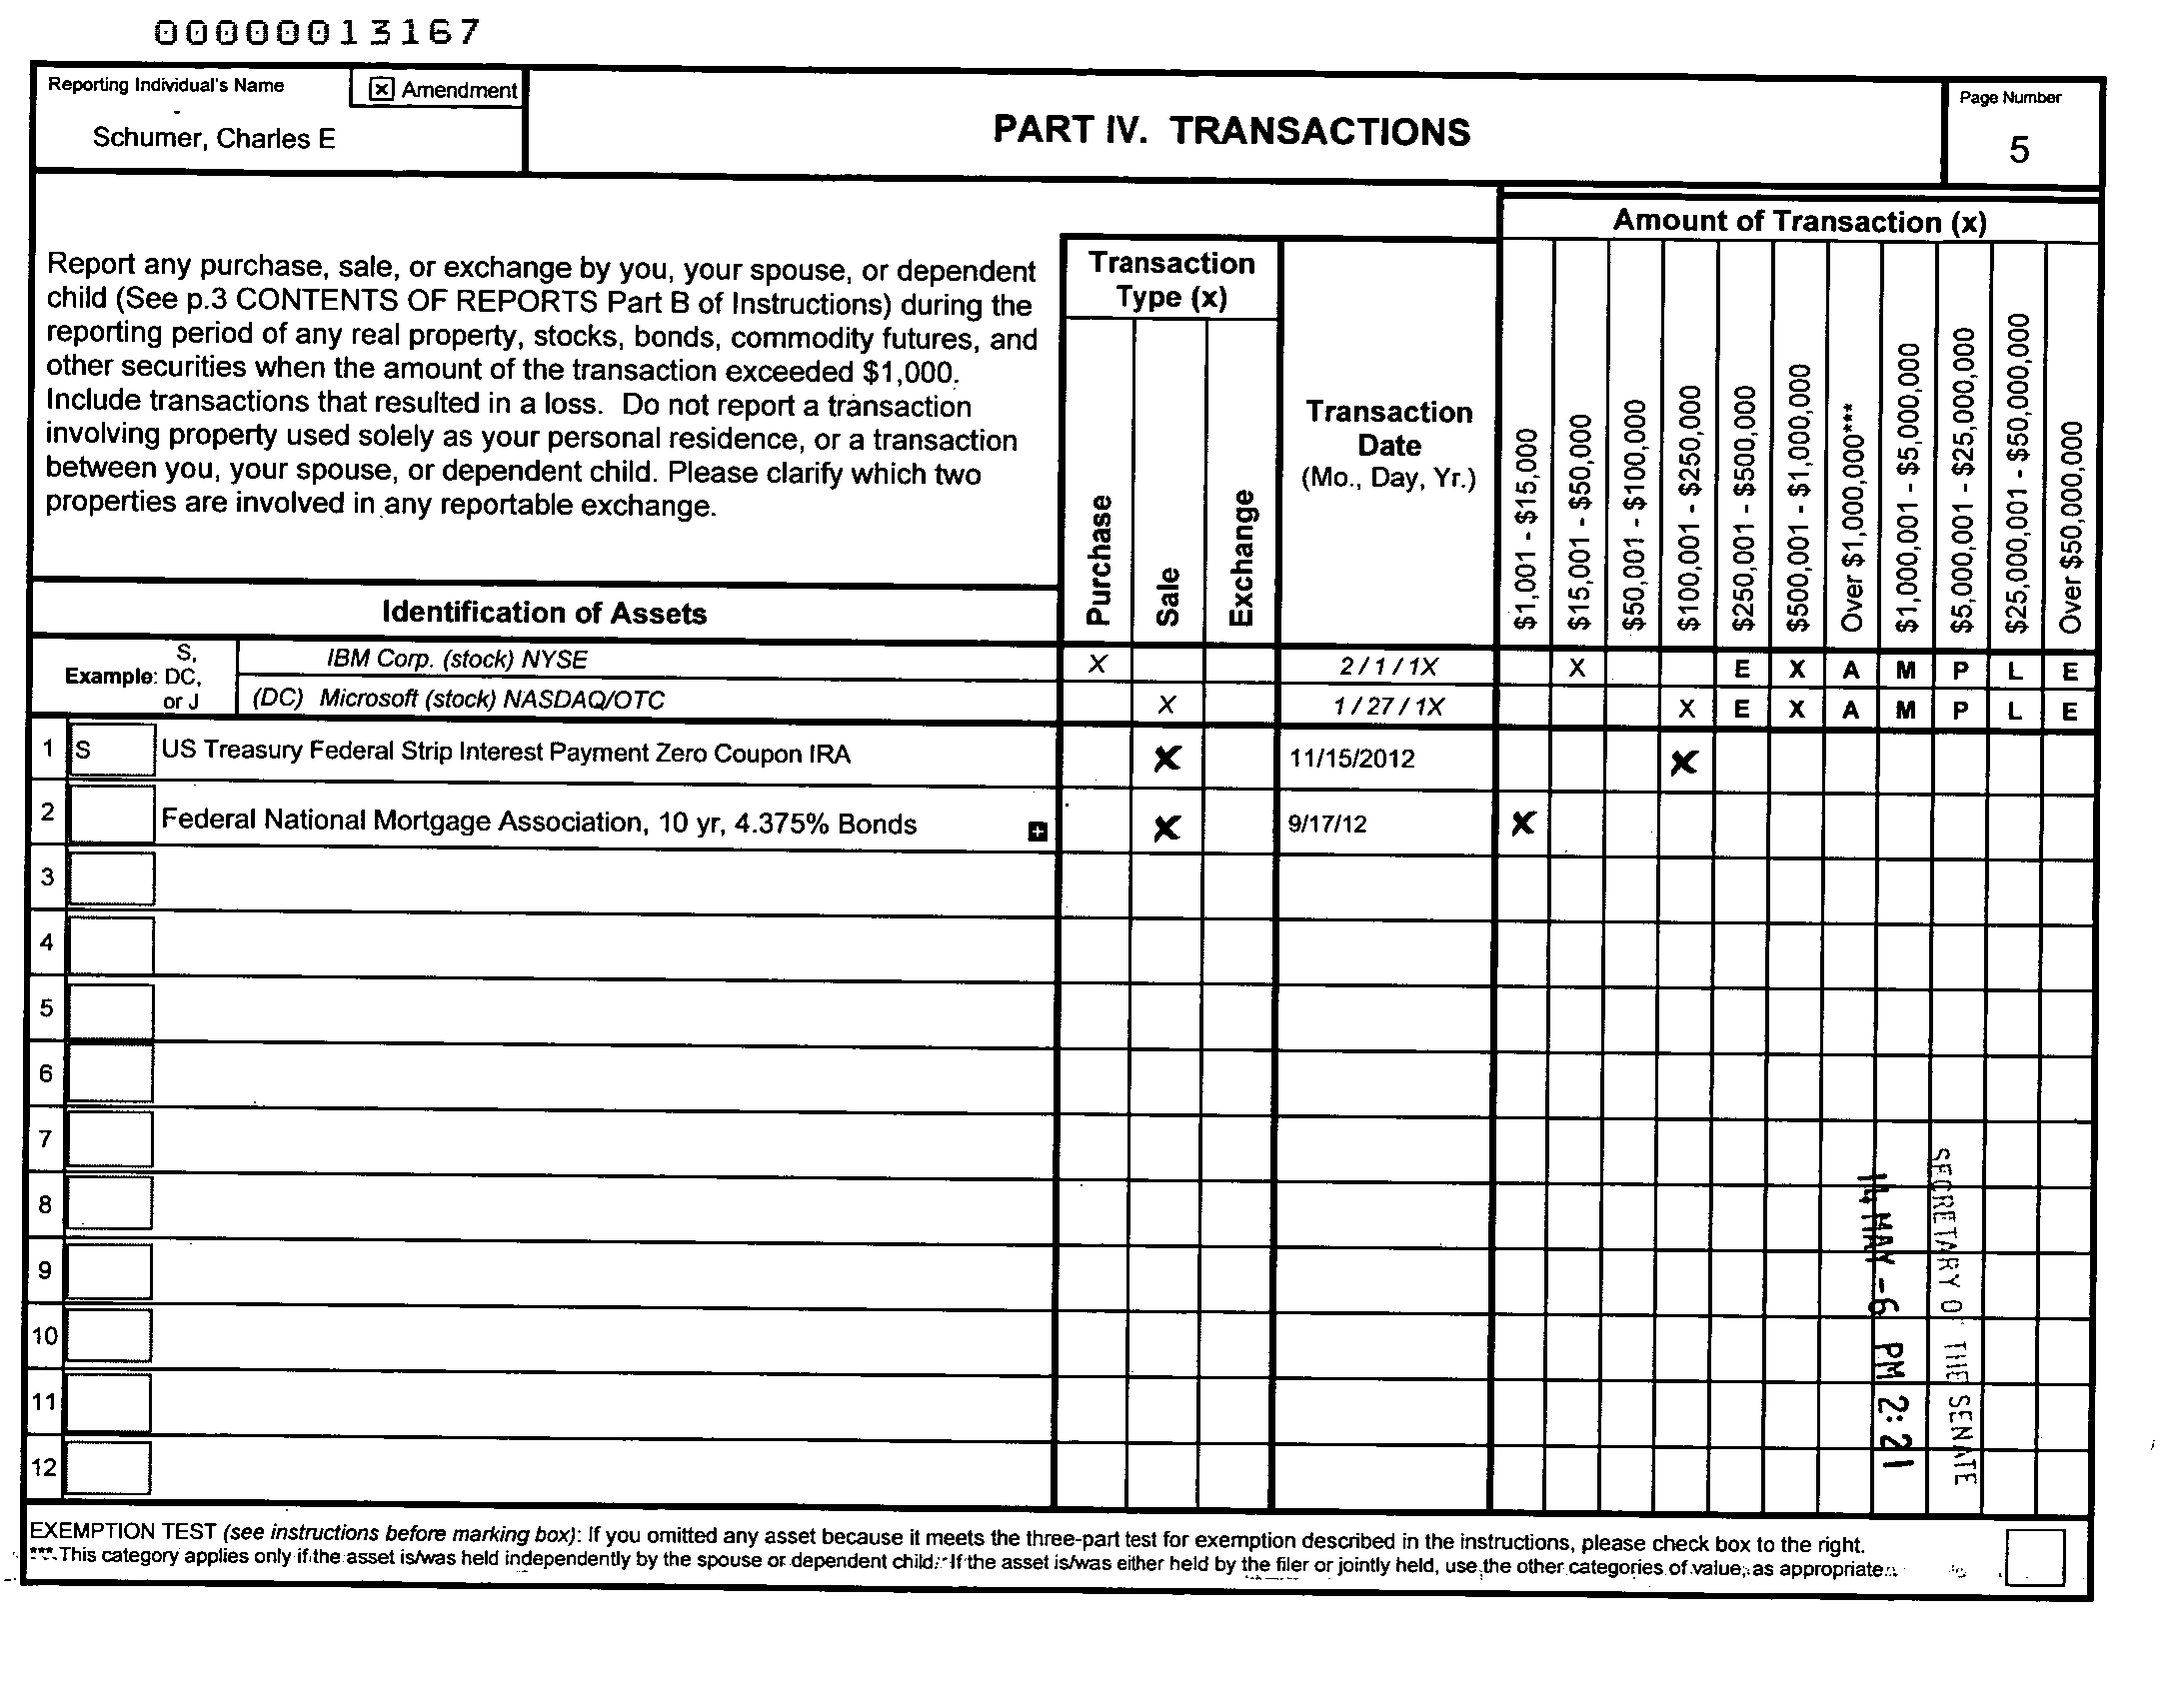 00000013167
Reporting Individual's Name
Amendment
Schumer, Charles E
PART IV. TRANSACTIONS
Page Number
5
Report any purchase, sale, or exchange by you, your spouse, or dependent
child (See p.3 CONTENTS OF REPORTS Part B of Instructions) during the
reporting period of any real property, stocks, bonds, commodity futures, and
other securities when the amount of the transaction exceeded $1,000.
Include transactions that resulted in a loss. Do not report a transaction
involving property used solely as your personal residence, or a transaction
between you, your spouse, or dependent child. Please clarify which two
properties are involved in any reportable exchange.
Transaction
Type (x)
Purchase
Sale
Exchange
Transaction
Date
(Mo., Day, Yr.)
Amount of Transaction (x)
$1,001 - $15,000
$15,001 - $50,000
$50,001 - $100,000
$100,001 - $250,000
$250,001 - $500,000
$500,001 - $1,000,000
Over $1,000,000***
$1,000,001 - $5,000,000
$5,000,001 - $25,000,000
$25,000,001 - $50,000,000
Over $50,000,000
Identification of Assets
Example: S, DC, or J
IBM Corp. (stock) NYSE X 2/1/1X X E X A M P L E
(DC) Microsoft (stock) NASDAQ/OTC X 1/27/1X X E X A M P L E
1 S US Treasury Federal Strip Interest Payment Zero Coupon IRA X 11/15/2012 X
2 Federal National Mortgage Association, 10 yr, 4.375% Bonds X 9/17/12 X
3
4
5
6
7
8
9
10
11
12
SECRETARY OF THE SENATE
14 MAY -6 PM 2:21
EXEMPTION TEST (see instructions before marking box): If you omitted any asset because it meets the three-part test for exemption described in the instructions, please check box to the right.
*** This category applies only if the asset is/was held independently by the spouse or dependent child. If the asset is/was either held by the filer or jointly held, use the other categories of value, as appropriate.